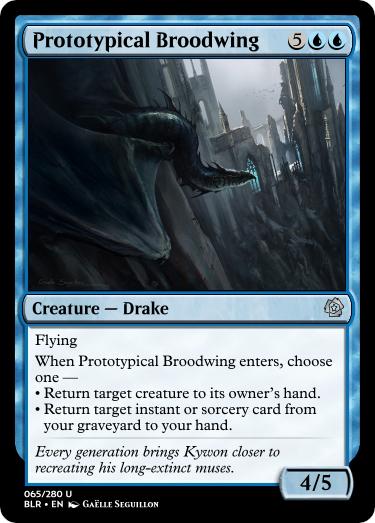 Prototypical Broodwing 5
Creature — Drake
Flying
When Prototypical Broodwing enters, choose
one —
• Return target creature to its owner's hand.
• Return target instant or sorcery card from
your graveyard to your hand.
Every generation brings Kywon closer to
recreating his long-extinct muses.
4/5
065/280 U
BLR • EN GAËLLE SEGUILLON